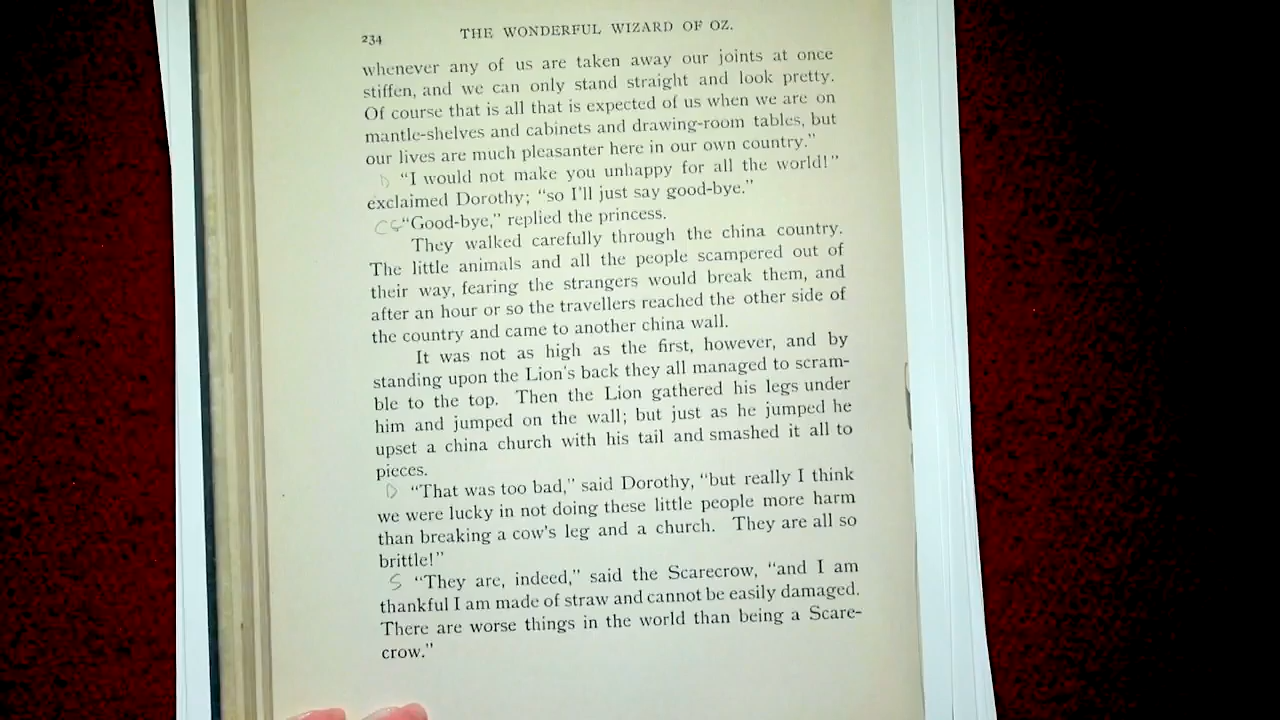 234 THE WONDERFUL WIZARD OF OZ.
whenever any of us are taken away our joints at once
stiffen, and we can only stand straight and look pretty.
Of course that is all that is expected of us when we are on
mantle-shelves and cabinets and drawing-room tables, but
our lives are much pleasanter here in our own country."
D "I would not make you unhappy for all the world!"
exclaimed Dorothy; "so I'll just say good-bye."
"Good-bye," replied the princess.
They walked carefully through the china country.
The little animals and all the people scampered out of
their way, fearing the strangers would break them, and
after an hour or so the travellers reached the other side of
the country and came to another china wall.
It was not as high as the first, however, and by
standing upon the Lion's back they all managed to scram-
ble to the top. Then the Lion gathered his legs under
him and jumped on the wall; but just as he jumped he
upset a china church with his tail and smashed it all to
pieces.
D "That was too bad," said Dorothy, "but really I think
we were lucky in not doing these little people more harm
than breaking a cow's leg and a church. They are all so
brittle!"
S "They are, indeed," said the Scarecrow, "and I am
thankful I am made of straw and cannot be easily damaged.
There are worse things in the world than being a Scare-
crow."